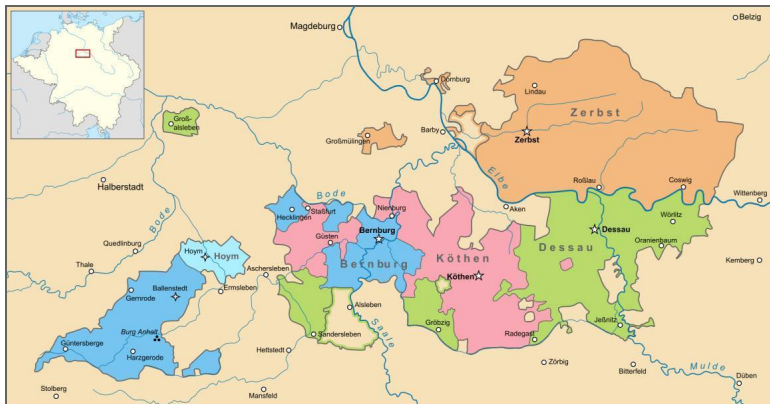 Magdeburg
Belzig
Dornburg
Lindau
Groß-
alsleben
Zerbst
Großmülingen
Barby
Zerbst
Halberstadt
Bode
Elbe
Roßlau
Coswig
Wittenberg
Bode
Hecklingen
Staßfurt
Nienburg
Aken
Wörlitz
Quedlinburg
Hoym
Hoym
Güsten
Bernburg
Dessau
Dessau
Oranienbaum
Thale
Aschersleben
Bernburg
Köthen
Köthen
Kemberg
Ballenstedt
Gernrode
Ermsleben
Alsleben
Burg Anhalt
Sandersleben
Saale
Gröbzig
Radegast
Jeßnitz
Güntersberge
Harzgerode
Hettstedt
Zörbig
Bitterfeld
Mulde
Stolberg
Mansfeld
Düben